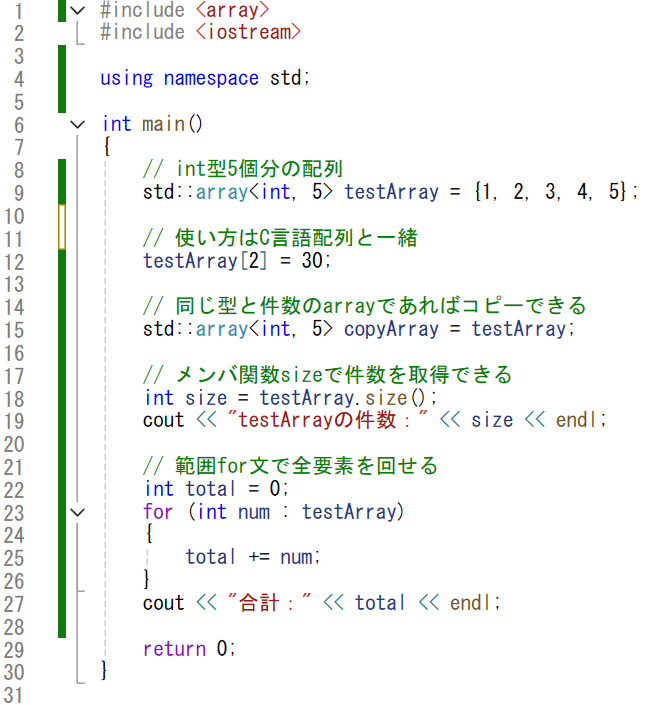 1 #include <array>
2 #include <iostream>
3
4 using namespace std;
5
6 int main()
7 {
8 // int型5個分の配列
9 std::array<int, 5> testArray = {1, 2, 3, 4, 5};
10
11 // 使い方はC言語配列と一緒
12 testArray[2] = 30;
13
14 // 同じ型と件数のarrayであればコピーできる
15 std::array<int, 5> copyArray = testArray;
16
17 // メンバ関数sizeで件数を取得できる
18 int size = testArray.size();
19 cout << "testArrayの件数：" << size << endl;
20
21 // 範囲for文で全要素を回せる
22 int total = 0;
23 for (int num : testArray)
24 {
25 total += num;
26 }
27 cout << "合計：" << total << endl;
28
29 return 0;
30 }
31